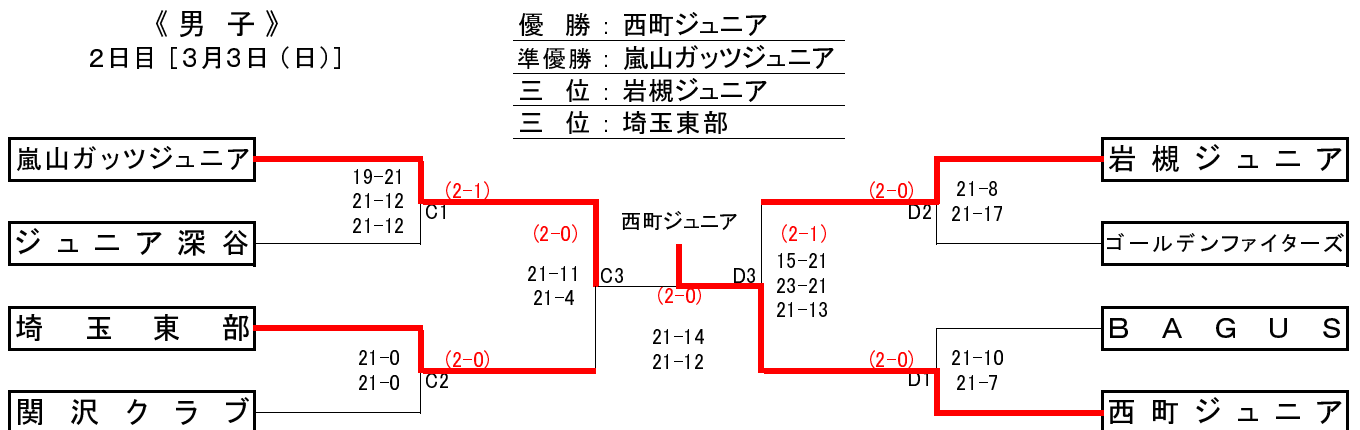 《 男 子 》
2日目 [3月3日（日）]
優 勝 : 西町ジュニア
準優勝 : 嵐山ガッツジュニア
三 位 : 岩槻ジュニア
三 位 : 埼玉東部
嵐山ガッツジュニア
ジュニア深谷
埼玉東部
関沢クラブ
19-21
21-12
21-12
(2-1)
C1
21-0
21-0
(2-0)
C2
(2-0)
21-11
21-4
C3
西町ジュニア
(2-0)
21-14
21-12
(2-1)
15-21
23-21
21-13
D3
(2-0)
D2
21-8
21-17
(2-0)
D1
21-10
21-7
岩槻ジュニア
ゴールデンファイターズ
BAGUS
西町ジュニア